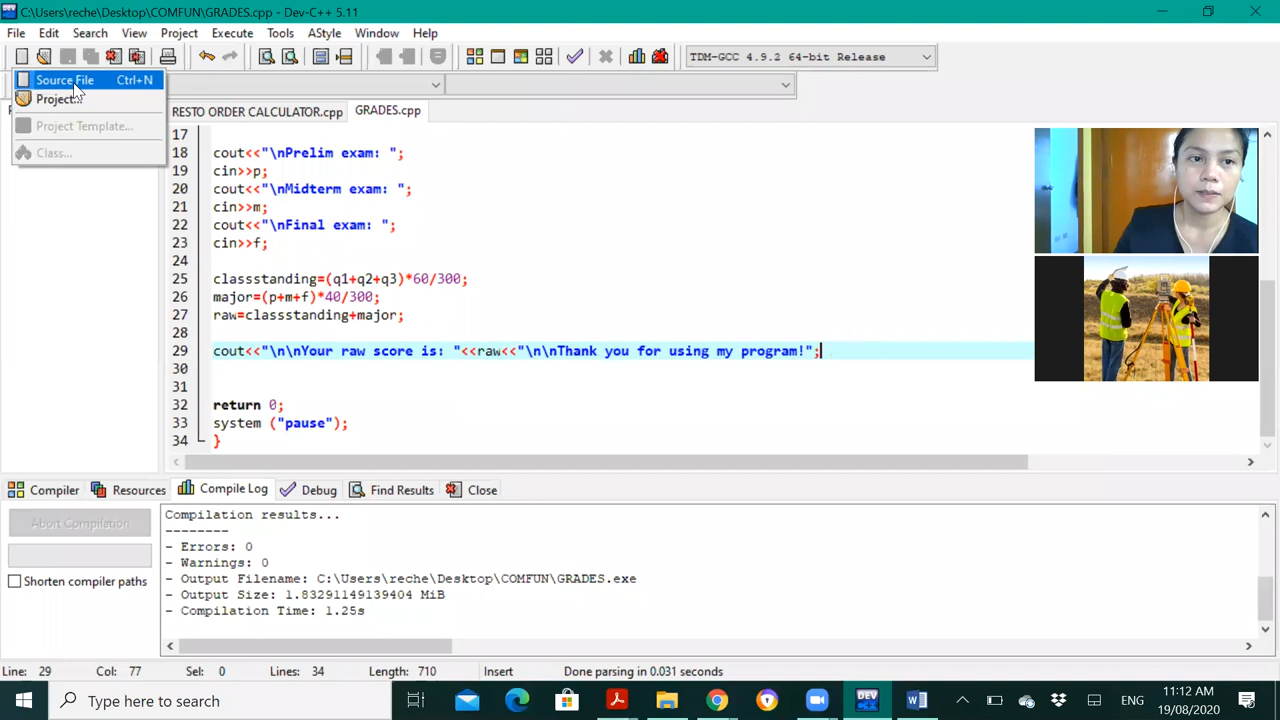 C:\Users\reche\Desktop\COMFUN\GRADES.cpp - Dev-C++ 5.11
File Edit Search View Project Execute Tools AStyle Window Help
TDM-GCC 4.9.2 64-bit Release
Source File Ctrl+N
Project...
Project Template...
Class...
RESTO ORDER CALCULATOR.cpp GRADES.cpp
17
18 cout<<"\nPrelim exam: ";
19 cin>>p;
20 cout<<"\nMidterm exam: ";
21 cin>>m;
22 cout<<"\nFinal exam: ";
23 cin>>f;
24
25 classstanding=(q1+q2+q3)*60/300;
26 major=(p+m+f)*40/300;
27 raw=classstanding+major;
28
29 cout<<"\n\nYour raw score is: "<<raw<<"\n\nThank you for using my program!";
30
31
32 return 0;
33 system ("pause");
34 }
Compiler Resources Compile Log Debug Find Results Close
Abort Compilation
Shorten compiler paths
Compilation results...
--------
- Errors: 0
- Warnings: 0
- Output Filename: C:\Users\reche\Desktop\COMFUN\GRADES.exe
- Output Size: 1.83291149139404 MiB
- Compilation Time: 1.25s
Line: 29 Col: 77 Sel: 0 Lines: 34 Length: 710 Insert Done parsing in 0.031 seconds
Type here to search
ENG
11:12 AM
19/08/2020